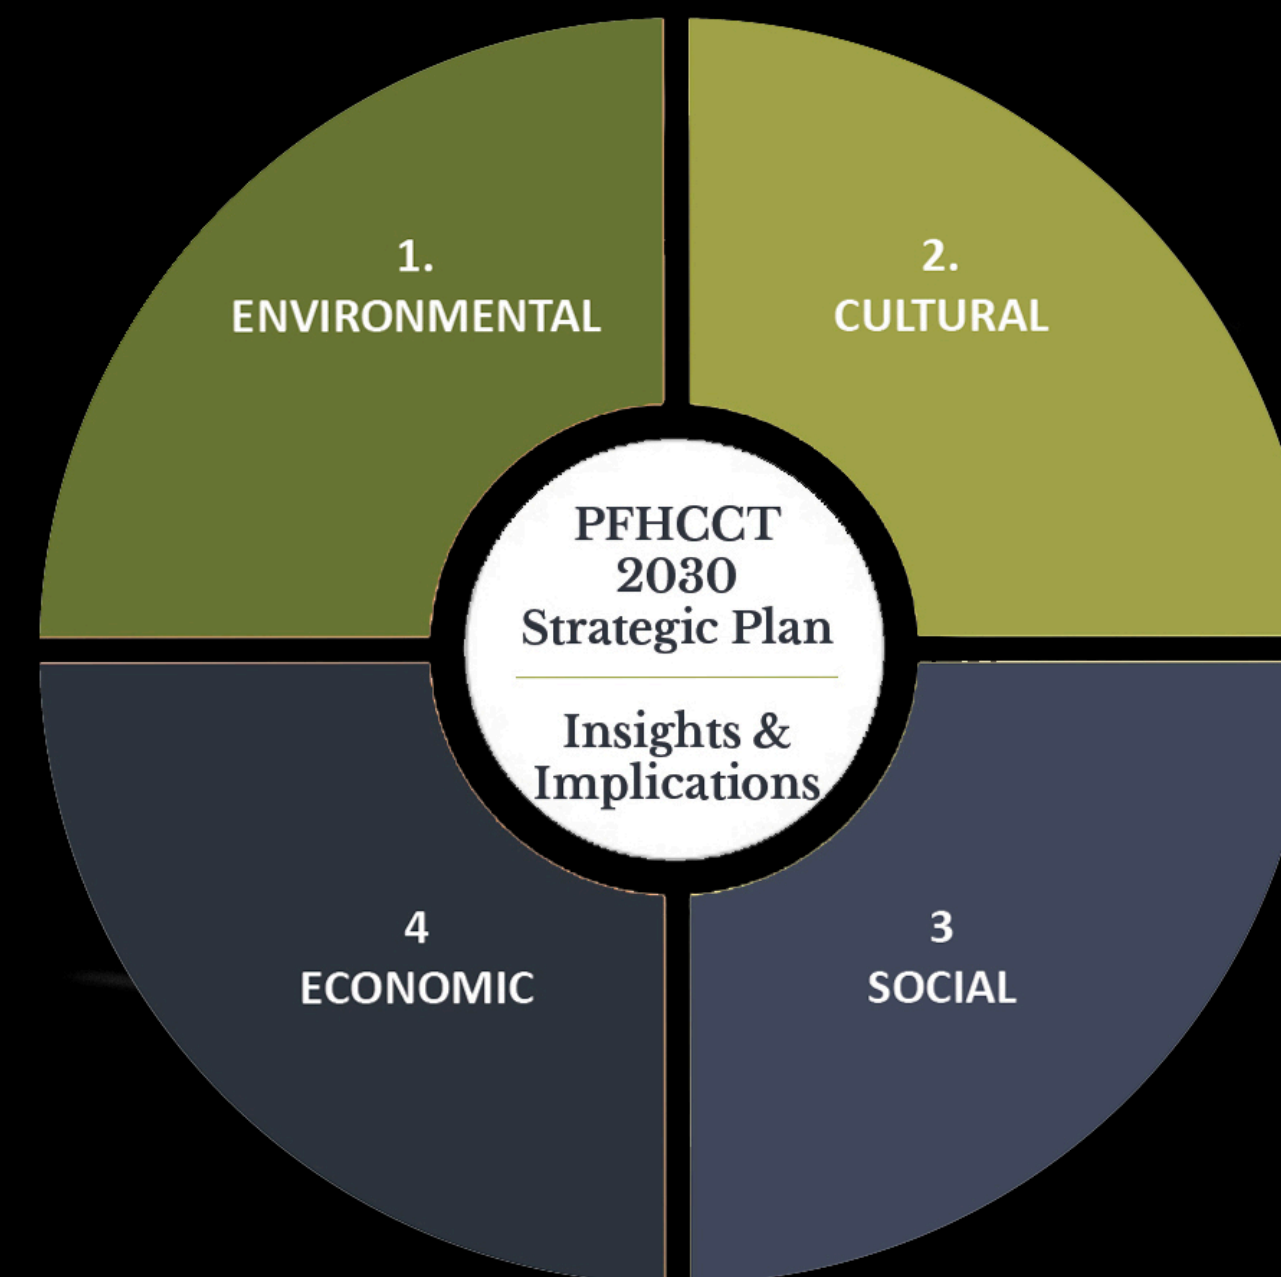 1.
ENVIRONMENTAL
2.
CULTURAL
PFHCCT
2030
Strategic Plan
Insights &
Implications
4
ECONOMIC
3
SOCIAL